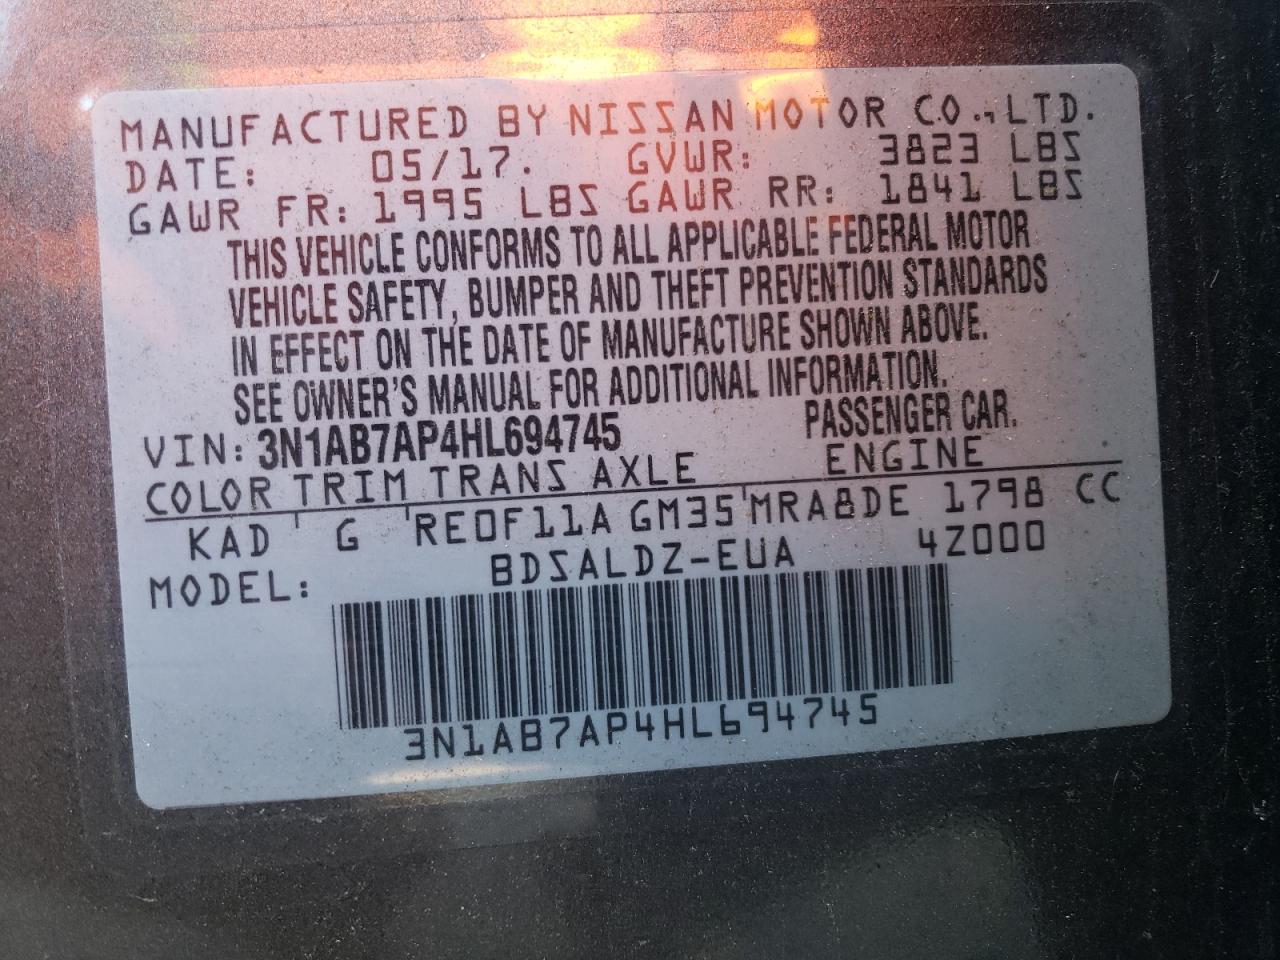 MANUFACTURED BY NISSAN MOTOR CO., LTD.
DATE: 05/17. GVWR: 3823 LBS
GAWR FR: 1995 LBS GAWR RR: 1841 LBS
THIS VEHICLE CONFORMS TO ALL APPLICABLE FEDERAL MOTOR
VEHICLE SAFETY, BUMPER AND THEFT PREVENTION STANDARDS
IN EFFECT ON THE DATE OF MANUFACTURE SHOWN ABOVE.
SEE OWNER'S MANUAL FOR ADDITIONAL INFORMATION.
VIN: 3N1AB7AP4HL694745 PASSENGER CAR.
COLOR TRIM TRANS AXLE ENGINE
KAD G RE0F11A GM35 MRA8DE 1798 CC
MODEL: BDSALDZ-EUA 4Z000
3N1AB7AP4HL694745